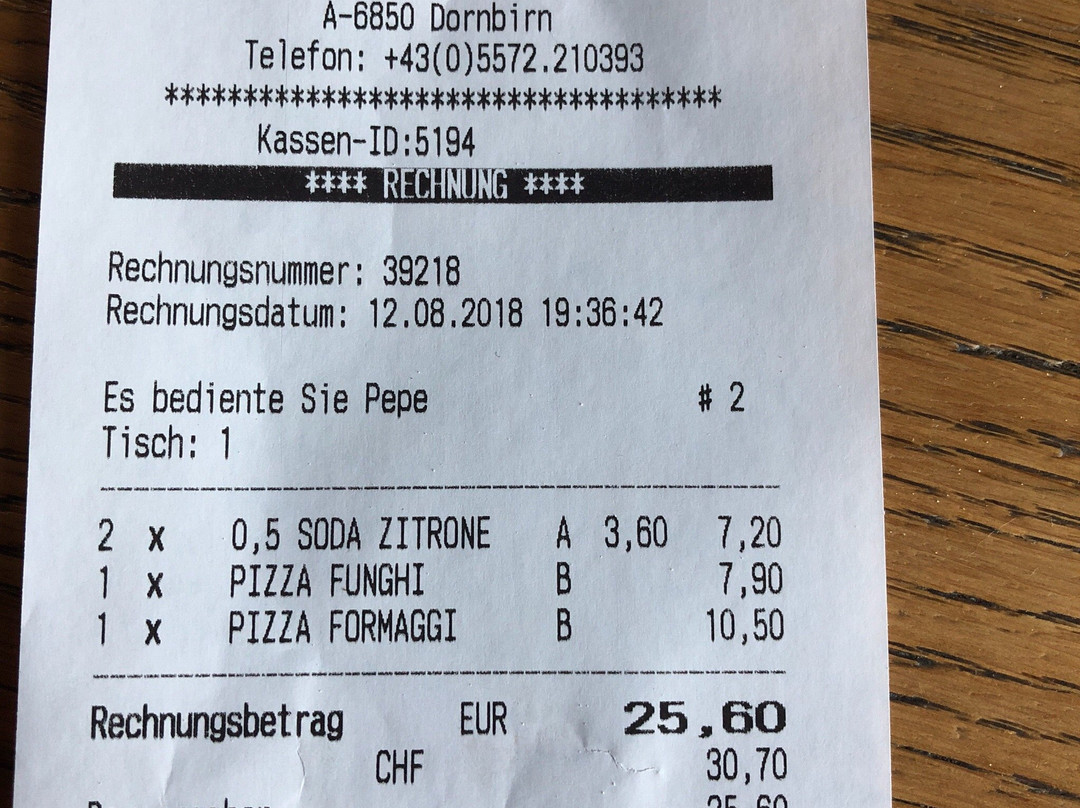 A-6850 Dornbirn
Telefon: +43(0)5572.210393
************************************
Kassen-ID:5194
**** RECHNUNG ****
Rechnungsnummer: 39218
Rechnungsdatum: 12.08.2018 19:36:42
Es bediente Sie Pepe # 2
Tisch: 1
2 x 0,5 SODA ZITRONE A 3,60 7,20
1 x PIZZA FUNGHI B 7,90
1 x PIZZA FORMAGGI B 10,50
Rechnungsbetrag EUR 25,60
CHF 30,70
25,60